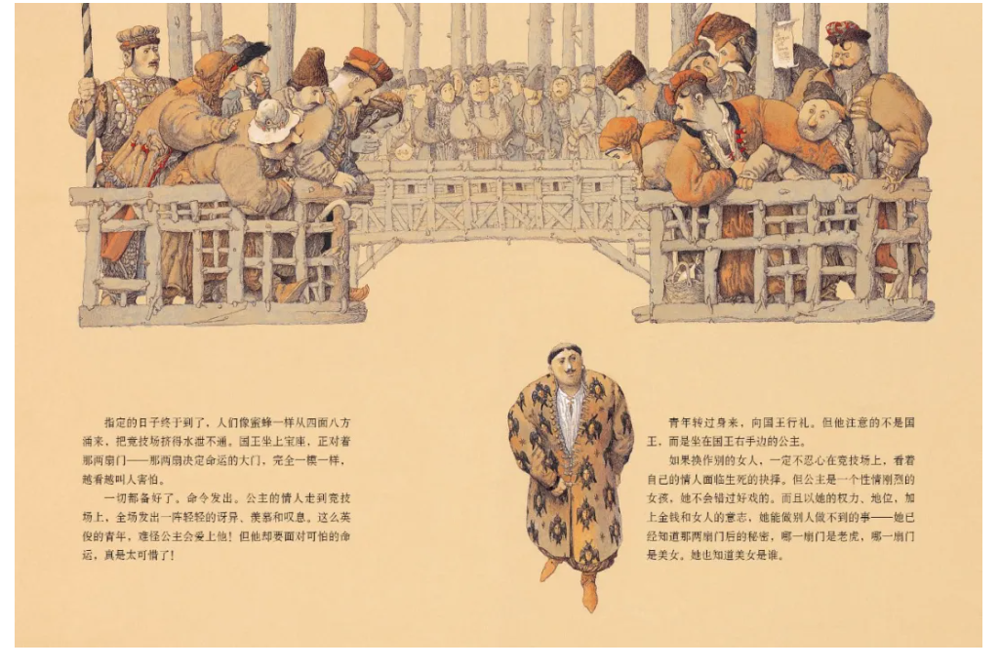 指定的日子终于到了，人们像蜜蜂一样从四面八方
涌来，把竞技场挤得水泄不通。国王坐上宝座，正对着
那两扇门——那两扇决定命运的大门，完全一模一样，
越看越叫人害怕。
一切都备好了。命令发出。公主的情人走到竞技
场上，全场发出一阵轻轻的讶异、羡慕和叹息。这么英
俊的青年，难怪公主会爱上他！但他却要面对可怕的命
运，真是太可惜了！
青年转过身来，向国王行礼。但他注意的不是国
王，而是坐在国王右手边的公主。
如果换作别的女人，一定不忍心在竞技场上，看着
自己的情人面临生死的抉择。但公主是一个性情刚烈的
女孩，她不会错过好戏的。而且以她的权力、地位，加
上金钱和女人的意志，她能做别人做不到的事——她已
经知道那两扇门后的秘密，哪一扇门是老虎，哪一扇门
是美女。她也知道美女是谁。